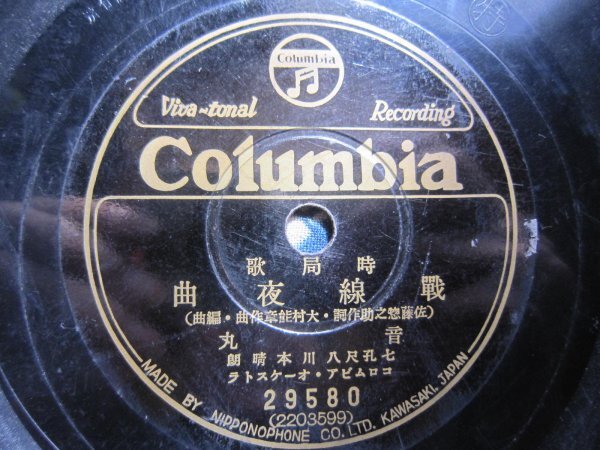 特
Columbia
Viva-tonal Recording
Columbia
歌局時
曲夜線戰
(曲編・曲作章能村大・詞作助之惣藤佐)
丸音
朗晴本川八尺孔七
ラトスケーオ・アビムロコ
29580
(2203599)
MADE BY NIPPONOPHONE CO., LTD. KAWASAKI, JAPAN